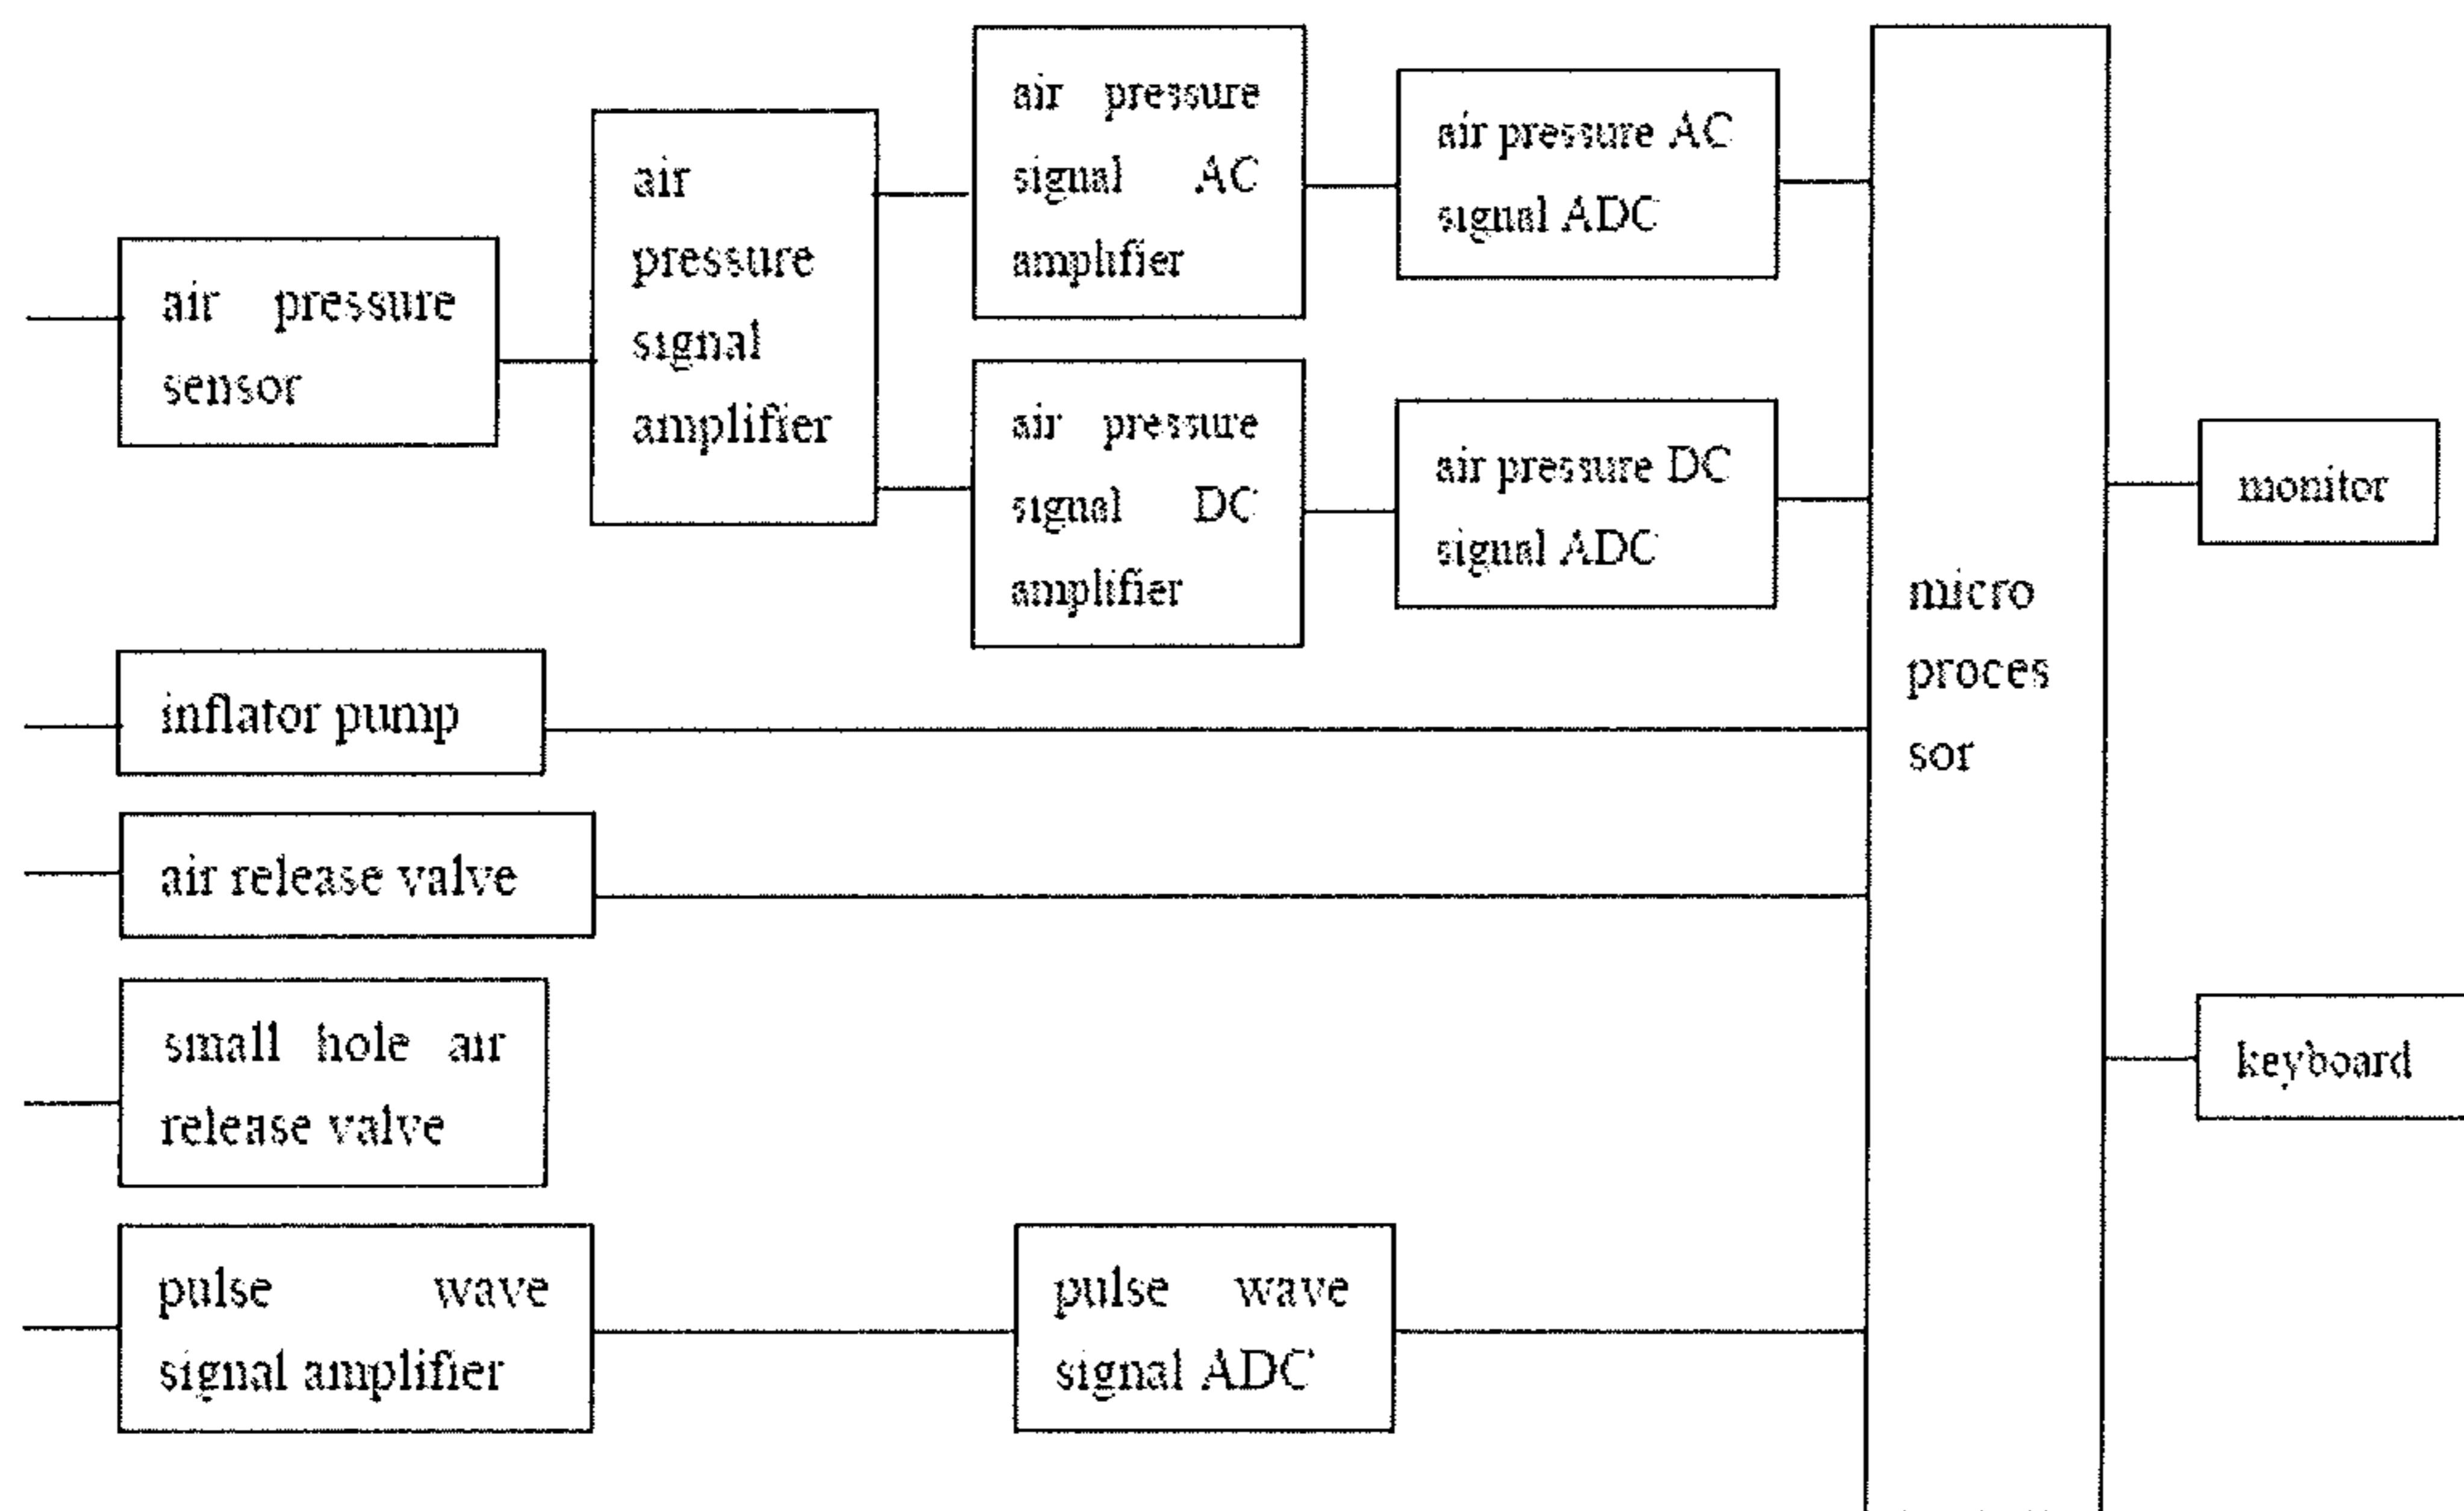 air pressure
sensor
air
pressure
signal
amplifier
air pressure
signal AC
amplifier
air pressure AC
signal ADC
air pressure
signal DC
amplifier
air pressure DC
signal ADC
inflator pump
air release valve
small hole air
release valve
pulse wave
signal amplifier
pulse wave
signal ADC
micro
proces
sor
monitor
keyboard